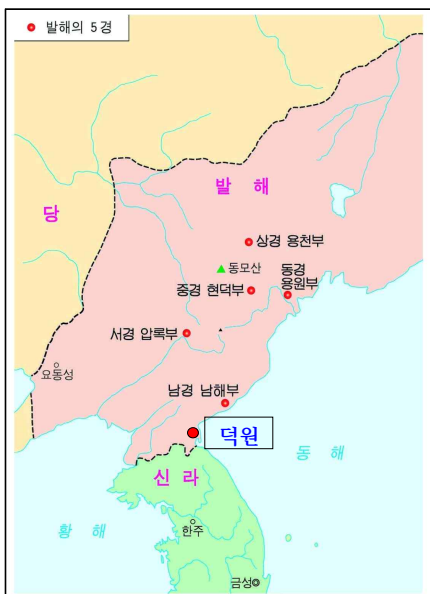 발해의 5경
발 해
당
상경 용천부
동모산
동경
용원부
중경 현덕부
서경 압록부
요동성
남경 남해부
덕원
동 해
신 라
황 해
한주
금성